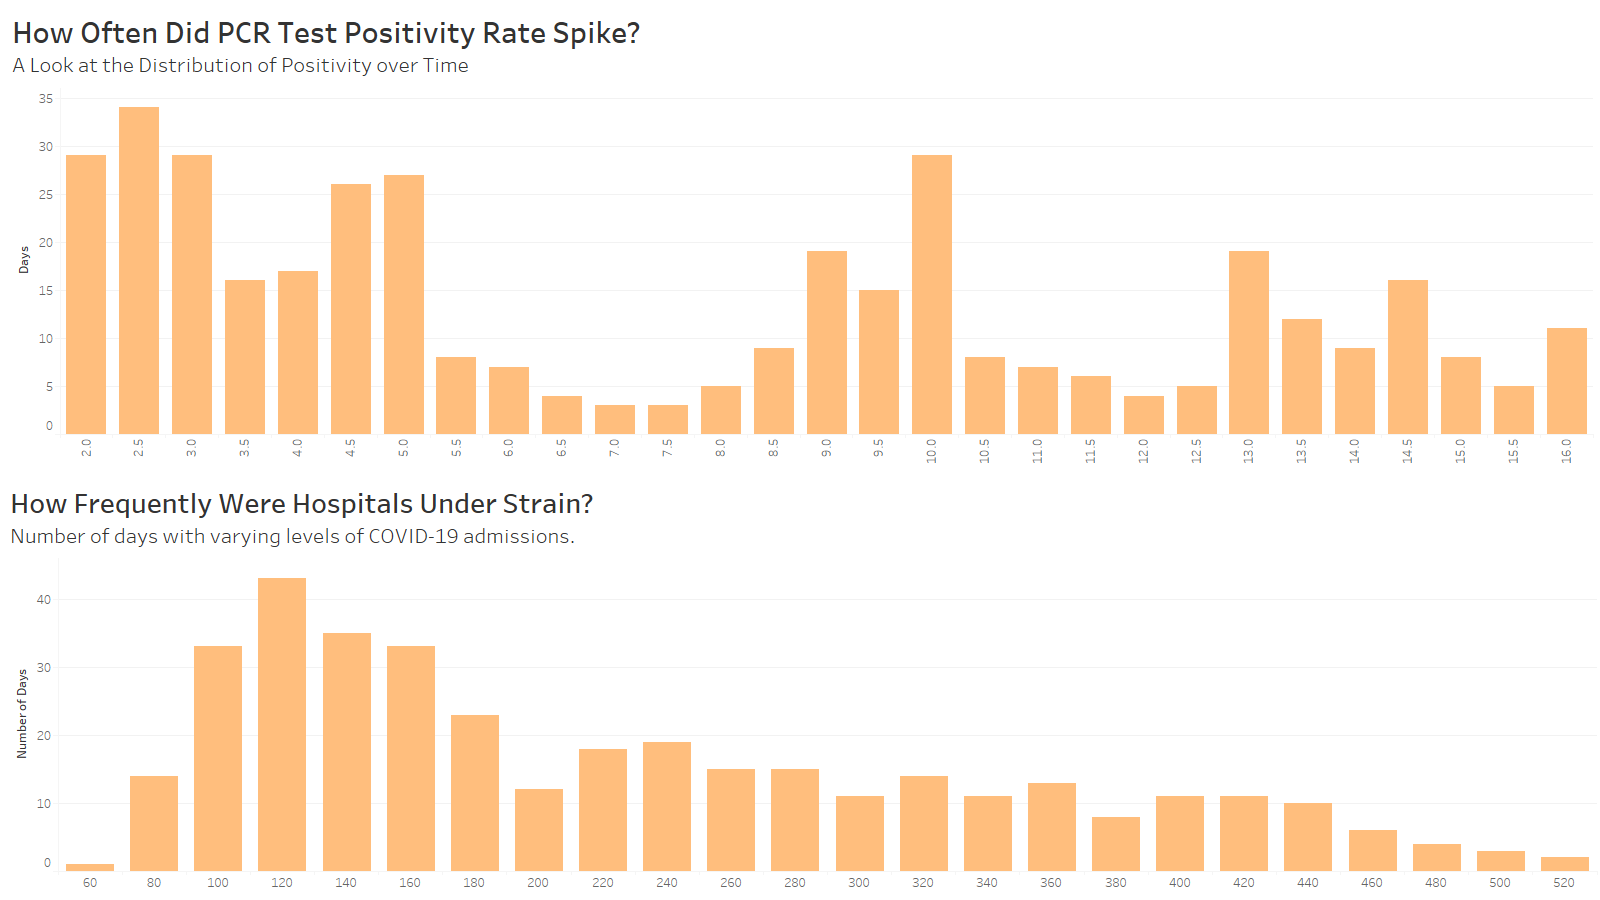 How Often Did PCR Test Positivity Rate Spike?
A Look at the Distribution of Positivity over Time
35
30
25
20
15
10
5
0
Days
2.0 2.5 3.0 3.5 4.0 4.5 5.0 5.5 6.0 6.5 7.0 7.5 8.0 8.5 9.0 9.5 10.0 10.5 11.0 11.5 12.0 12.5 13.0 13.5 14.0 14.5 15.0 15.5 16.0
How Frequently Were Hospitals Under Strain?
Number of days with varying levels of COVID-19 admissions.
40
30
20
10
0
Number of Days
60 80 100 120 140 160 180 200 220 240 260 280 300 320 340 360 380 400 420 440 460 480 500 520